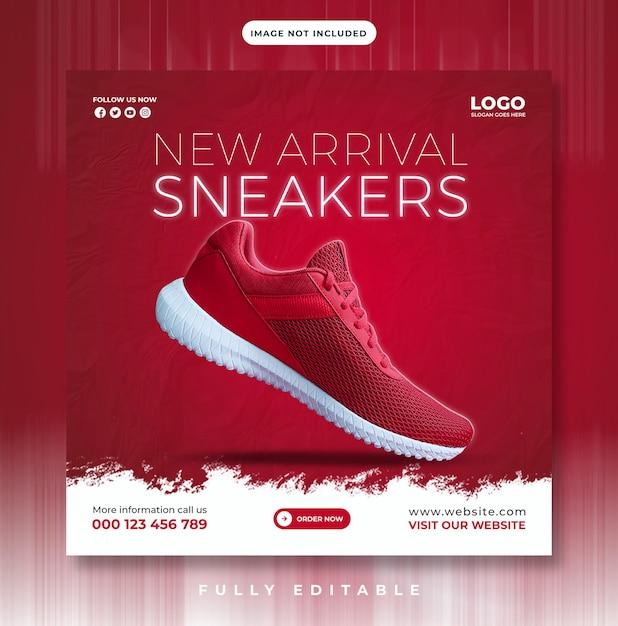 IMAGE NOT INCLUDED
FOLLOW US NOW
LOGO
SLOGAN GOES HERE
NEW ARRIVAL
SNEAKERS
More information call us
000 123 456 789
ORDER NOW
www.website.com
VISIT OUR WEBSITE
FULLY EDITABLE